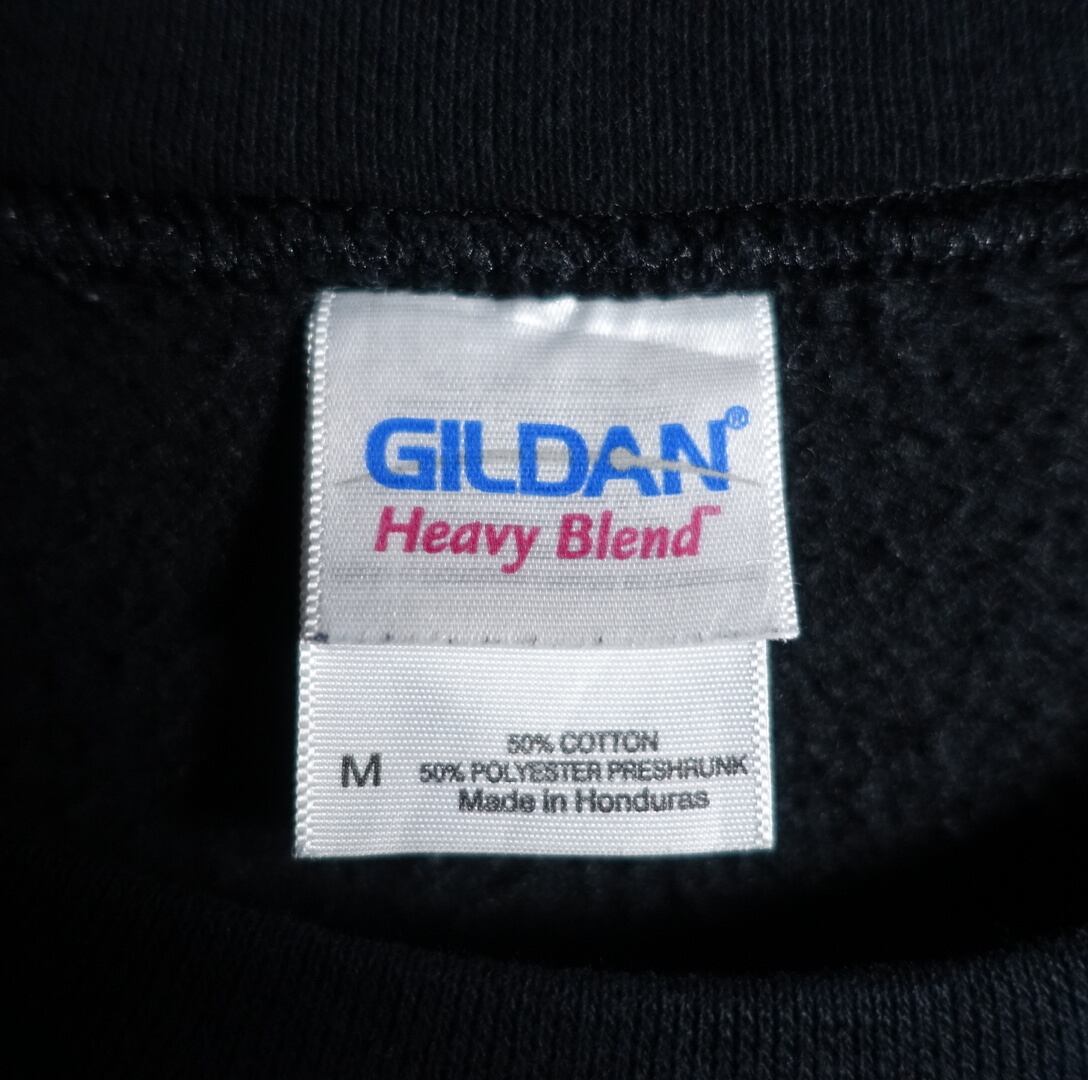 GILDAN®
Heavy Blend™
50% COTTON
M 50% POLYESTER PRESHRUNK
Made in Honduras